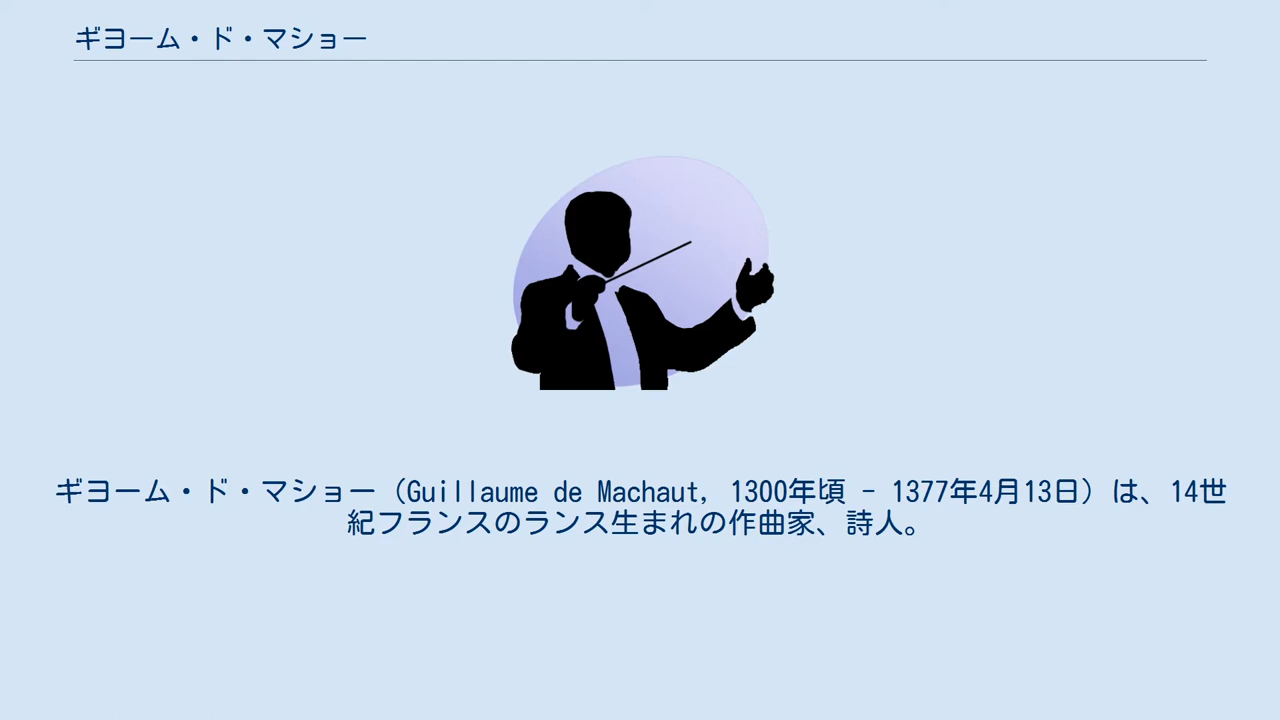 ギヨーム・ド・マショー
ギヨーム・ド・マショー（Guillaume de Machaut, 1300年頃 - 1377年4月13日）は、14世
紀フランスのランス生まれの作曲家、詩人。